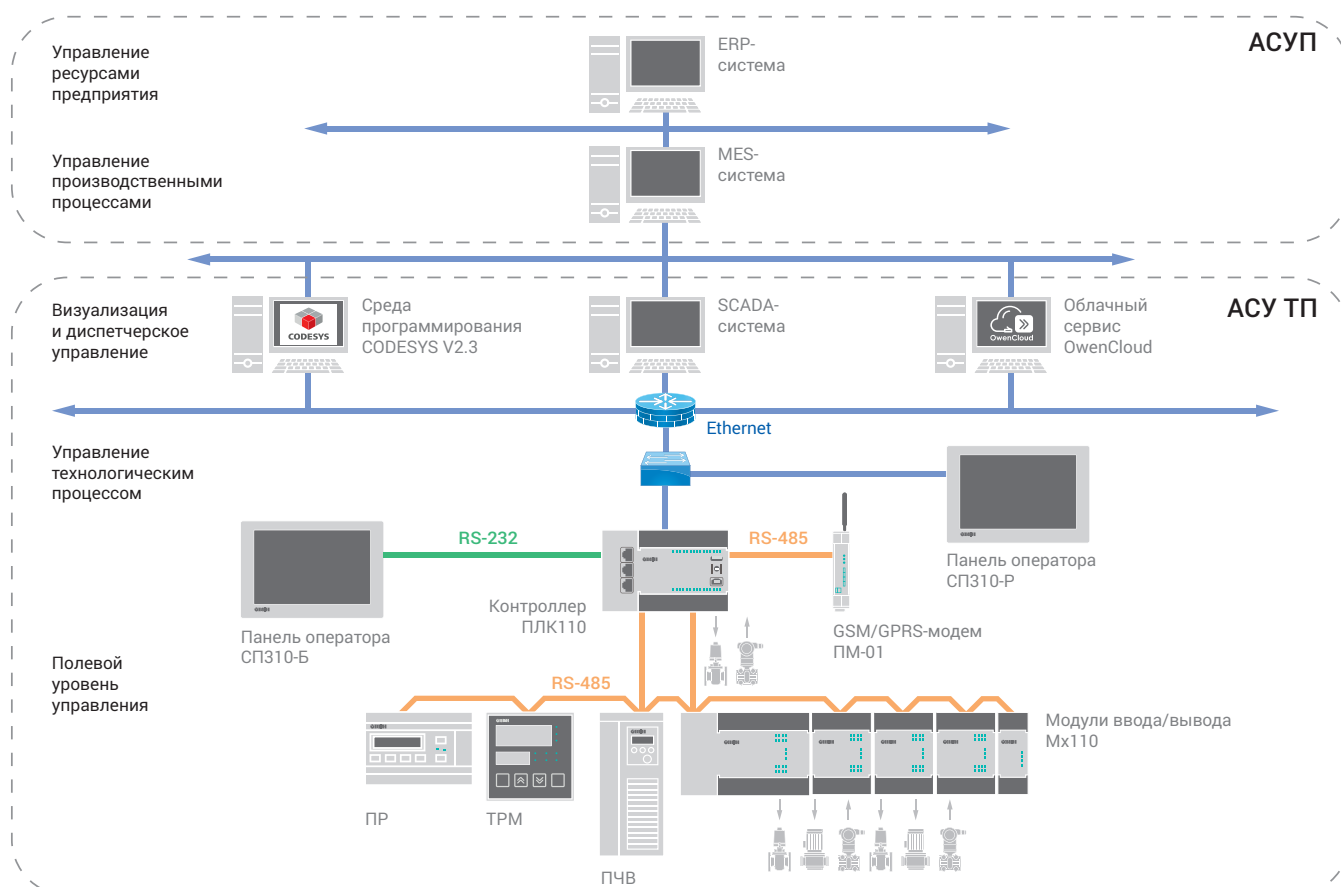 АСУП
Управление
ресурсами
предприятия
ERP-
система
Управление
производственными
процессами
MES-
система
АСУ ТП
Визуализация
и диспетчерское
управление
CODESYS
Среда
программирования
CODESYS V2.3
SCADA-
система
OwenCloud
Облачный
сервис
OwenCloud
Ethernet
Управление
технологическим
процессом
RS-232
RS-485
Панель оператора
СП310-Р
Контроллер
ПЛК110
GSM/GPRS-модем
ПМ-01
Панель оператора
СП310-Б
Полевой
уровень
управления
RS-485
Модули ввода/вывода
Мх110
ПР
ТРМ
ПЧВ